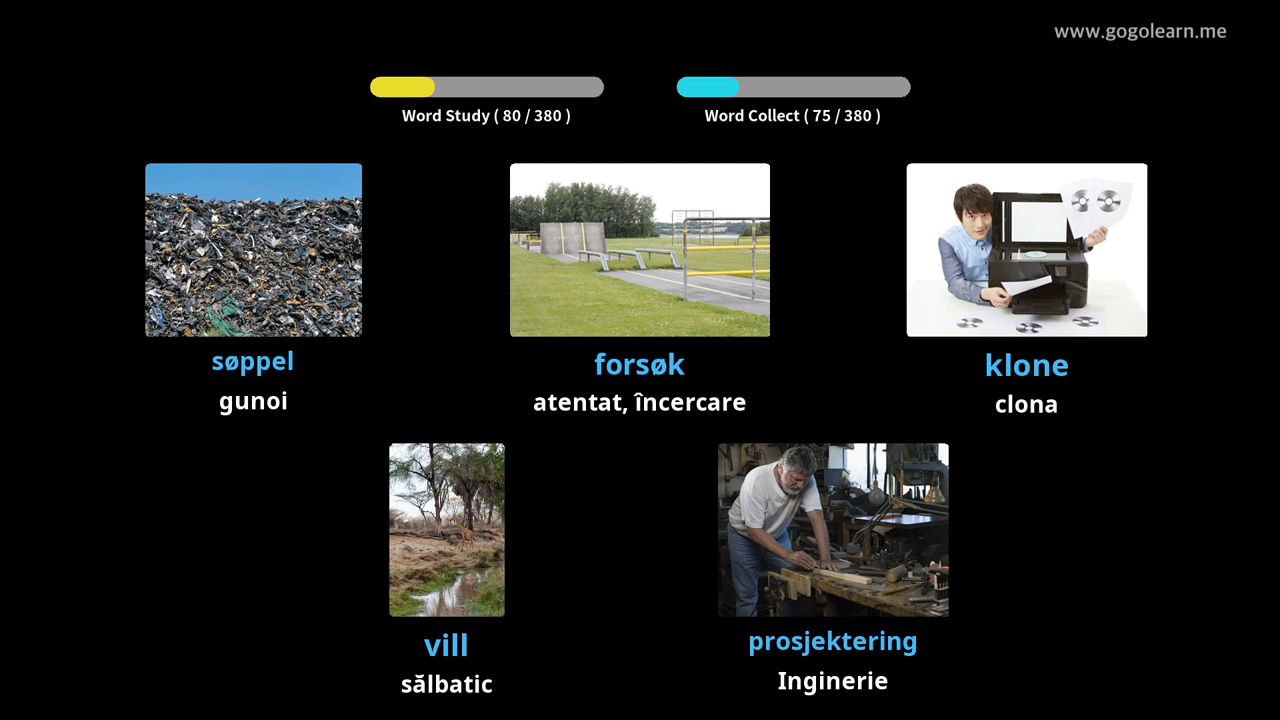 www.gogolearn.me
Word Study ( 80 / 380 )
Word Collect ( 75 / 380 )
søppel
gunoi
forsøk
atentat, încercare
klone
clona
vill
sălbatic
prosjektering
Inginerie